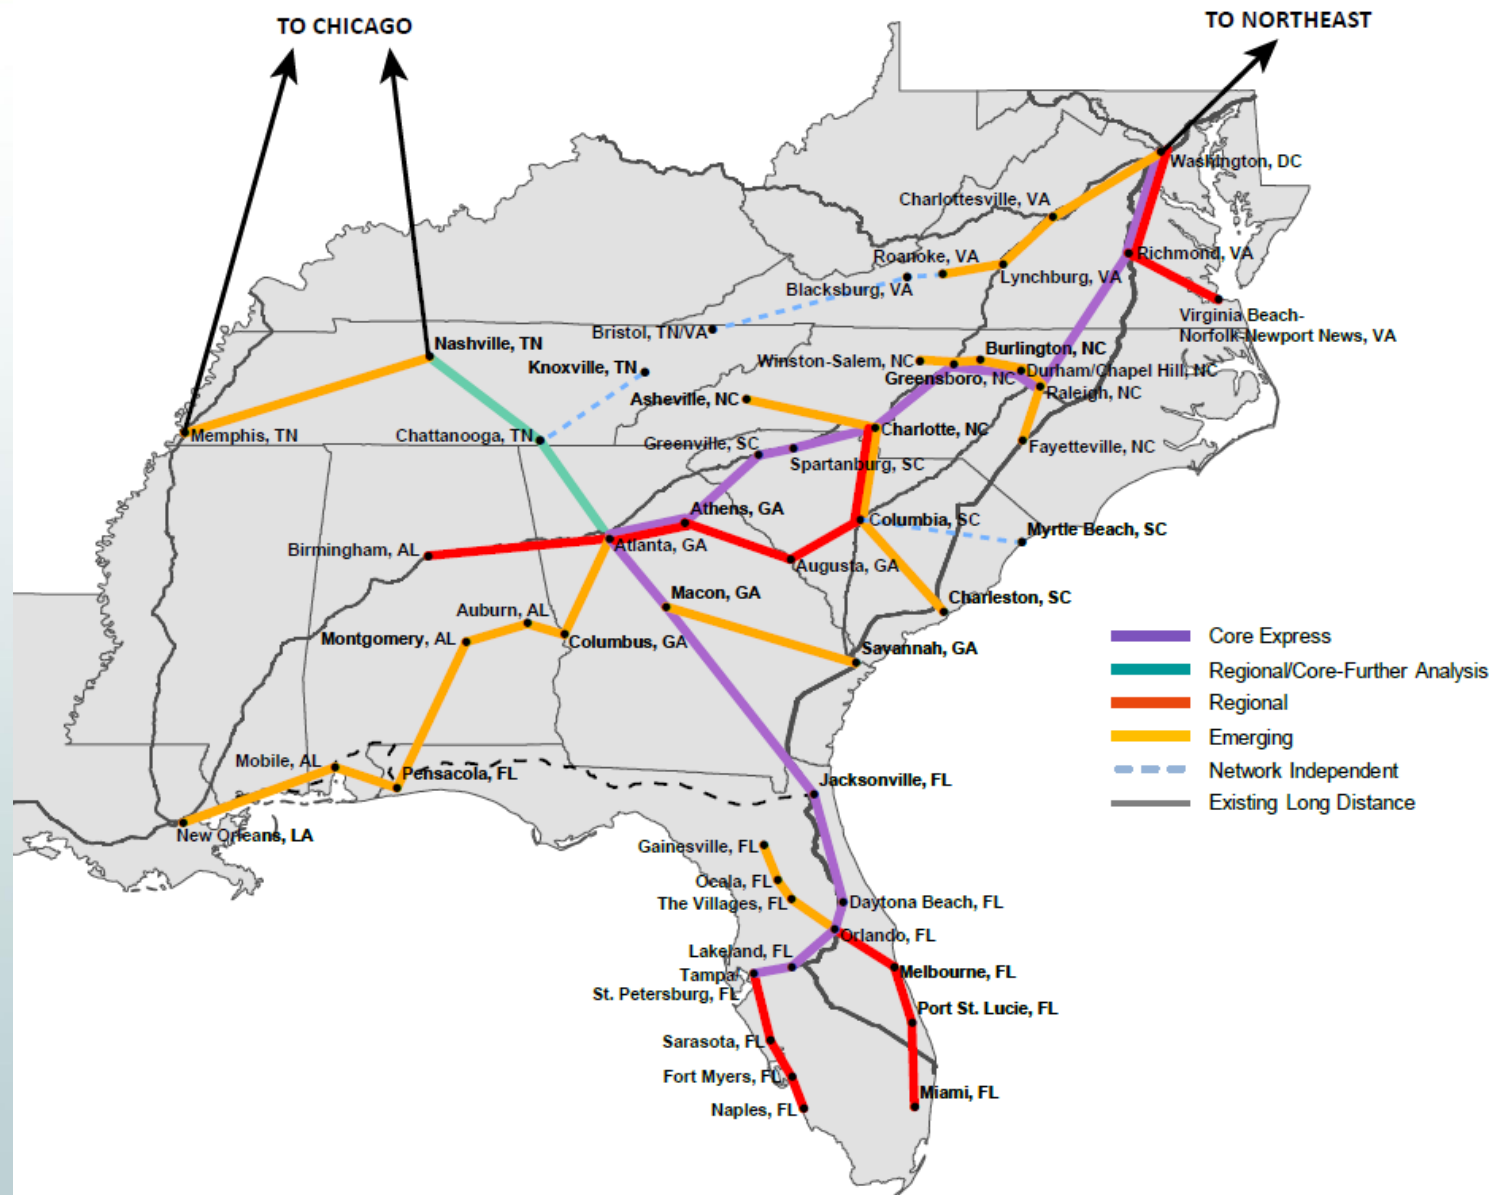 TO CHICAGO
TO NORTHEAST
Washington, DC
Charlottesville, VA
Roanoke, VA
Richmond, VA
Lynchburg, VA
Blacksburg, VA
Virginia Beach-
Norfolk-Newport News, VA
Bristol, TN/VA
Nashville, TN
Burlington, NC
Winston-Salem, NC
Knoxville, TN
Durham/Chapel Hill, NC
Greensboro, NC
Raleigh, NC
Asheville, NC
Memphis, TN
Chattanooga, TN
Charlotte, NC
Greenville, SC
Fayetteville, NC
Spartanburg, SC
Athens, GA
Columbia, SC
Myrtle Beach, SC
Birmingham, AL
Atlanta, GA
Augusta, GA
Macon, GA
Charleston, SC
Auburn, AL
Montgomery, AL
Columbus, GA
Savannah, GA
Core Express
Regional/Core-Further Analysis
Regional
Emerging
Network Independent
Existing Long Distance
Mobile, AL
Pensacola, FL
Jacksonville, FL
New Orleans, LA
Gainesville, FL
Ocala, FL
The Villages, FL
Daytona Beach, FL
Orlando, FL
Lakeland, FL
Tampa-
St. Petersburg, FL
Melbourne, FL
Port St. Lucie, FL
Sarasota, FL
Fort Myers, FL
Miami, FL
Naples, FL